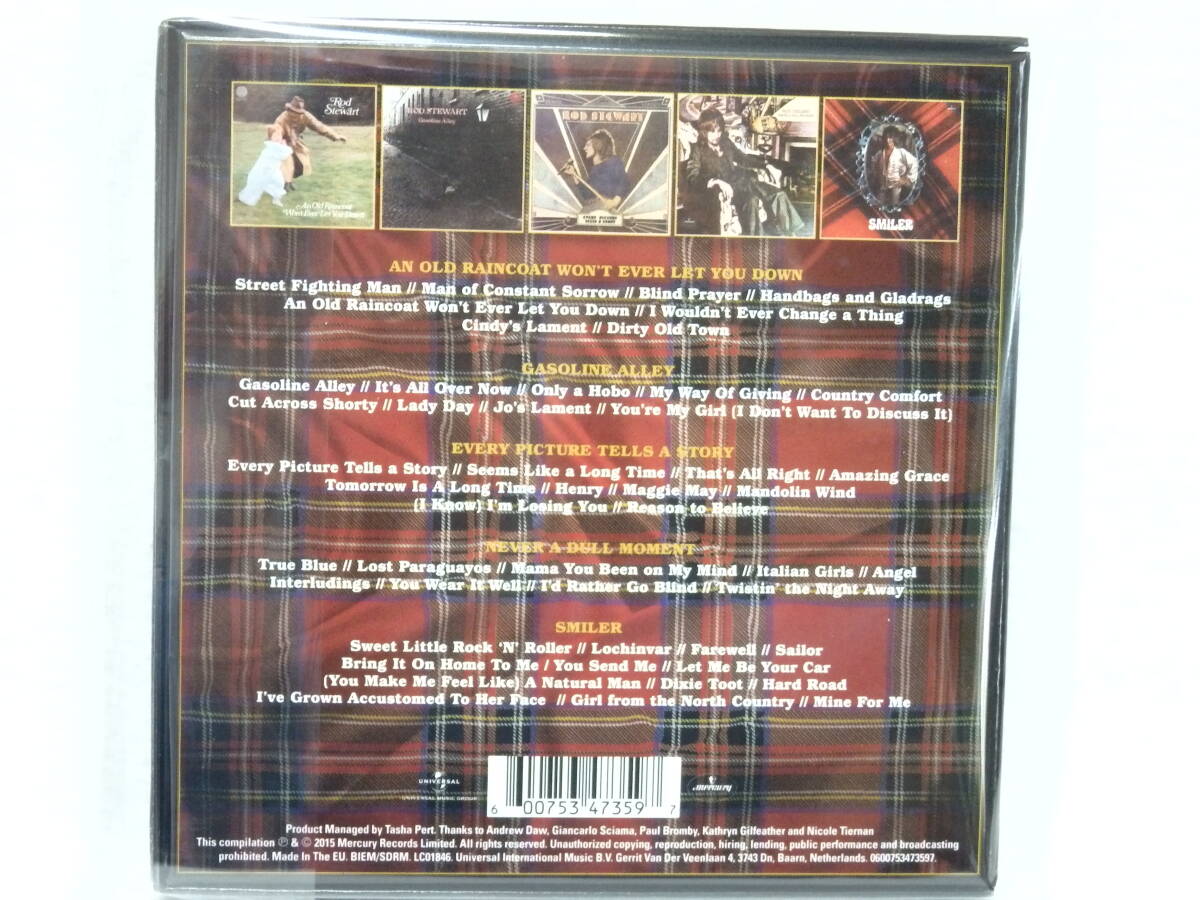 Rod
Stewart
An Old Raincoat
Won't Ever Let You Down
ROD STEWART
Gasoline Alley
ROD STEWART
EVERY PICTURE
TELLS A STORY
SMILER
AN OLD RAINCOAT WON'T EVER LET YOU DOWN
Street Fighting Man // Man of Constant Sorrow // Blind Prayer // Handbags and Gladrags
An Old Raincoat Won't Ever Let You Down // I Wouldn't Ever Change a Thing
Cindy's Lament // Dirty Old Town
GASOLINE ALLEY
Gasoline Alley // It's All Over Now // Only a Hobo // My Way Of Giving // Country Comfort
Cut Across Shorty // Lady Day // Jo's Lament // You're My Girl (I Don't Want To Discuss It)
EVERY PICTURE TELLS A STORY
Every Picture Tells a Story // Seems Like a Long Time // That's All Right // Amazing Grace
Tomorrow Is A Long Time // Henry // Maggie May // Mandolin Wind
(I Know) I'm Losing You // Reason to Believe
NEVER A DULL MOMENT
True Blue // Lost Paraguayos // Mama You Been on My Mind // Italian Girls // Angel
Interludings // You Wear It Well // I'd Rather Go Blind // Twistin' the Night Away
SMILER
Sweet Little Rock 'N' Roller // Lochinvar // Farewell // Sailor
Bring It On Home To Me / You Send Me // Let Me Be Your Car
(You Make Me Feel Like) A Natural Man // Dixie Toot // Hard Road
I've Grown Accustomed To Her Face // Girl from the North Country // Mine For Me
UNIVERSAL
UNIVERSAL MUSIC GROUP
6 00753 47359 7
mercury
Product Managed by Tasha Pert. Thanks to Andrew Daw, Giancarlo Sciama, Paul Bromby, Kathryn Gilfeather and Nicole Tiernan
This compilation ℗ & © 2015 Mercury Records Limited. All rights reserved. Unauthorized copying, reproduction, hiring, lending, public performance and broadcasting
prohibited. Made In The EU. BIEM/SDRM. LC01846. Universal International Music B.V. Gerrit Van Der Veenlaan 4, 3743 Dn, Baarn, Netherlands. 0600753473597.